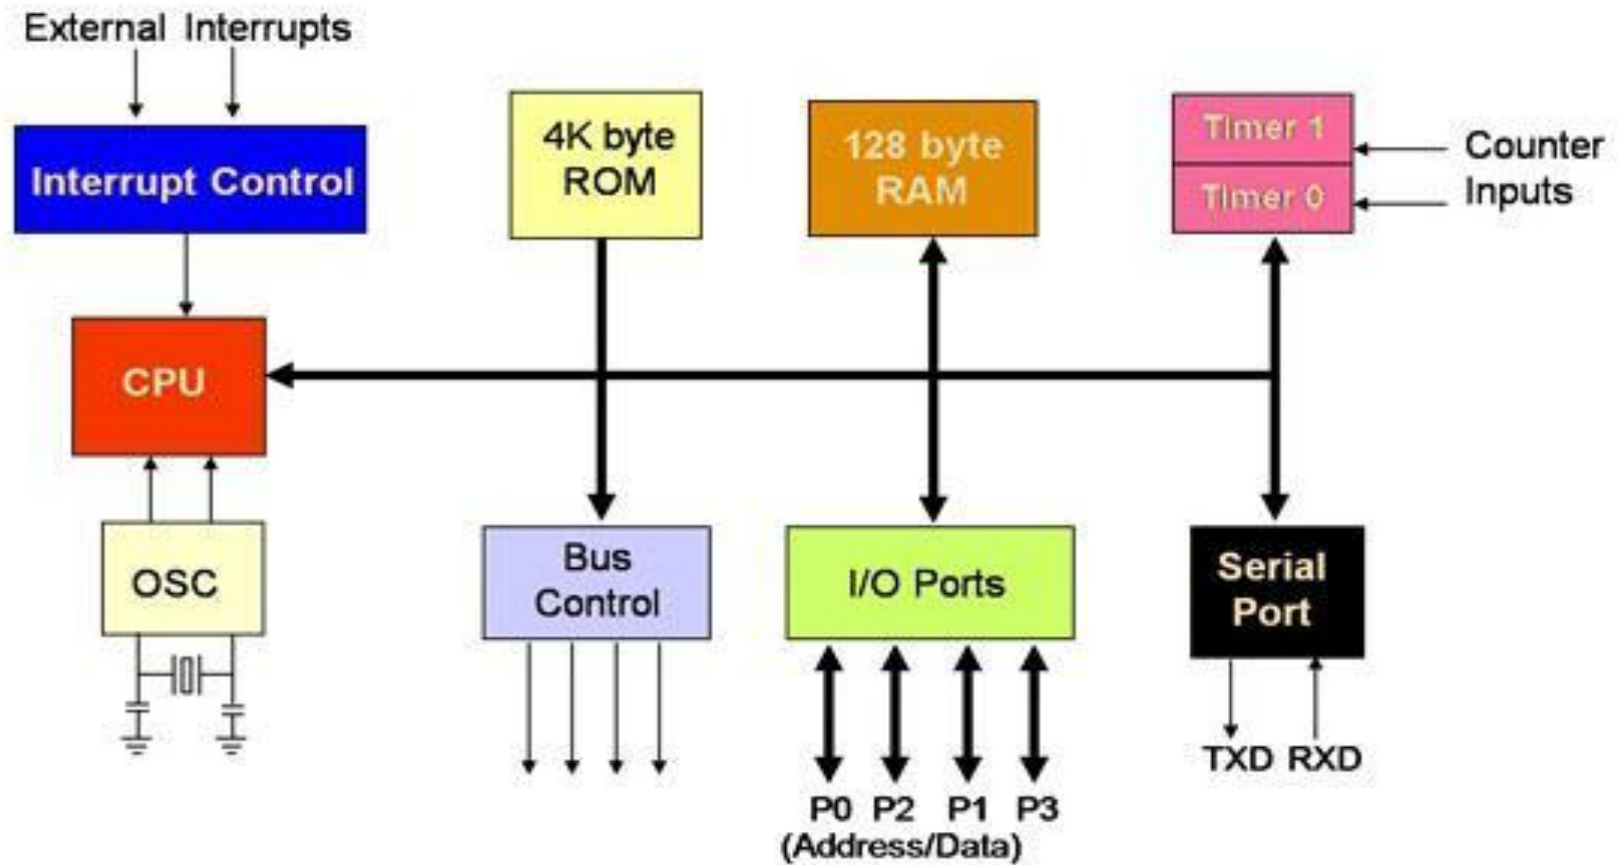 External Interrupts
Interrupt Control
4K byte
ROM
128 byte
RAM
Timer 1
Timer 0
Counter
Inputs
CPU
OSC
Bus
Control
I/O Ports
Serial
Port
TXD RXD
P0 P2 P1 P3
(Address/Data)